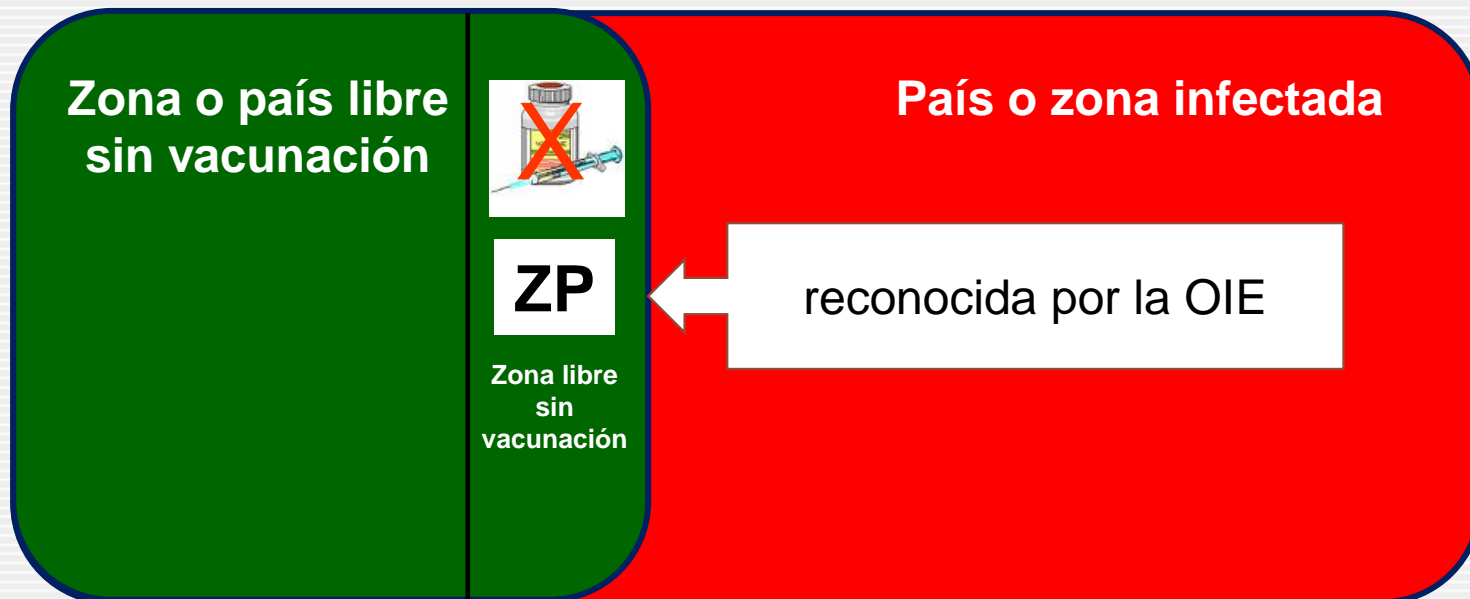 Zona o país libre
sin vacunación
X
ZP
Zona libre
sin
vacunación
País o zona infectada
reconocida por la OIE